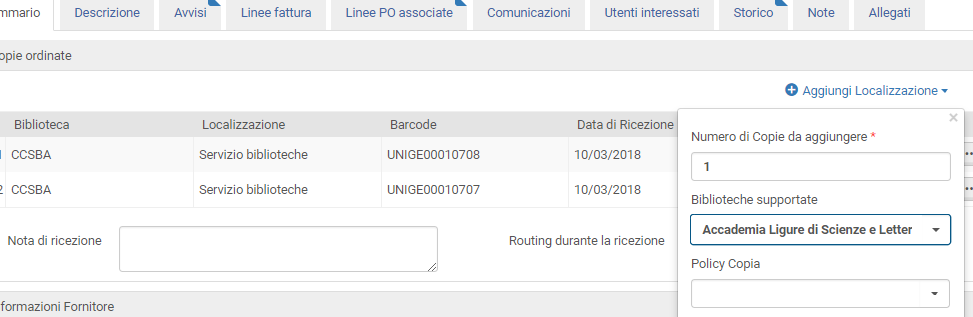 mmario Descrizione Avvisi Linee fattura Linee PO associate Comunicazioni Utenti interessati Storico Note Allegati
opie ordinate
Aggiungi Localizzazione
Biblioteca Localizzazione Barcode Data di Ricezione
1 CCSBA Servizio biblioteche UNIGE00010708 10/03/2018
2 CCSBA Servizio biblioteche UNIGE00010707 10/03/2018
Nota di ricezione Routing durante la ricezione
nformazioni Fornitore
Numero di Copie da aggiungere *
1
Biblioteche supportate
Accademia Ligure di Scienze e Letter
Policy Copia